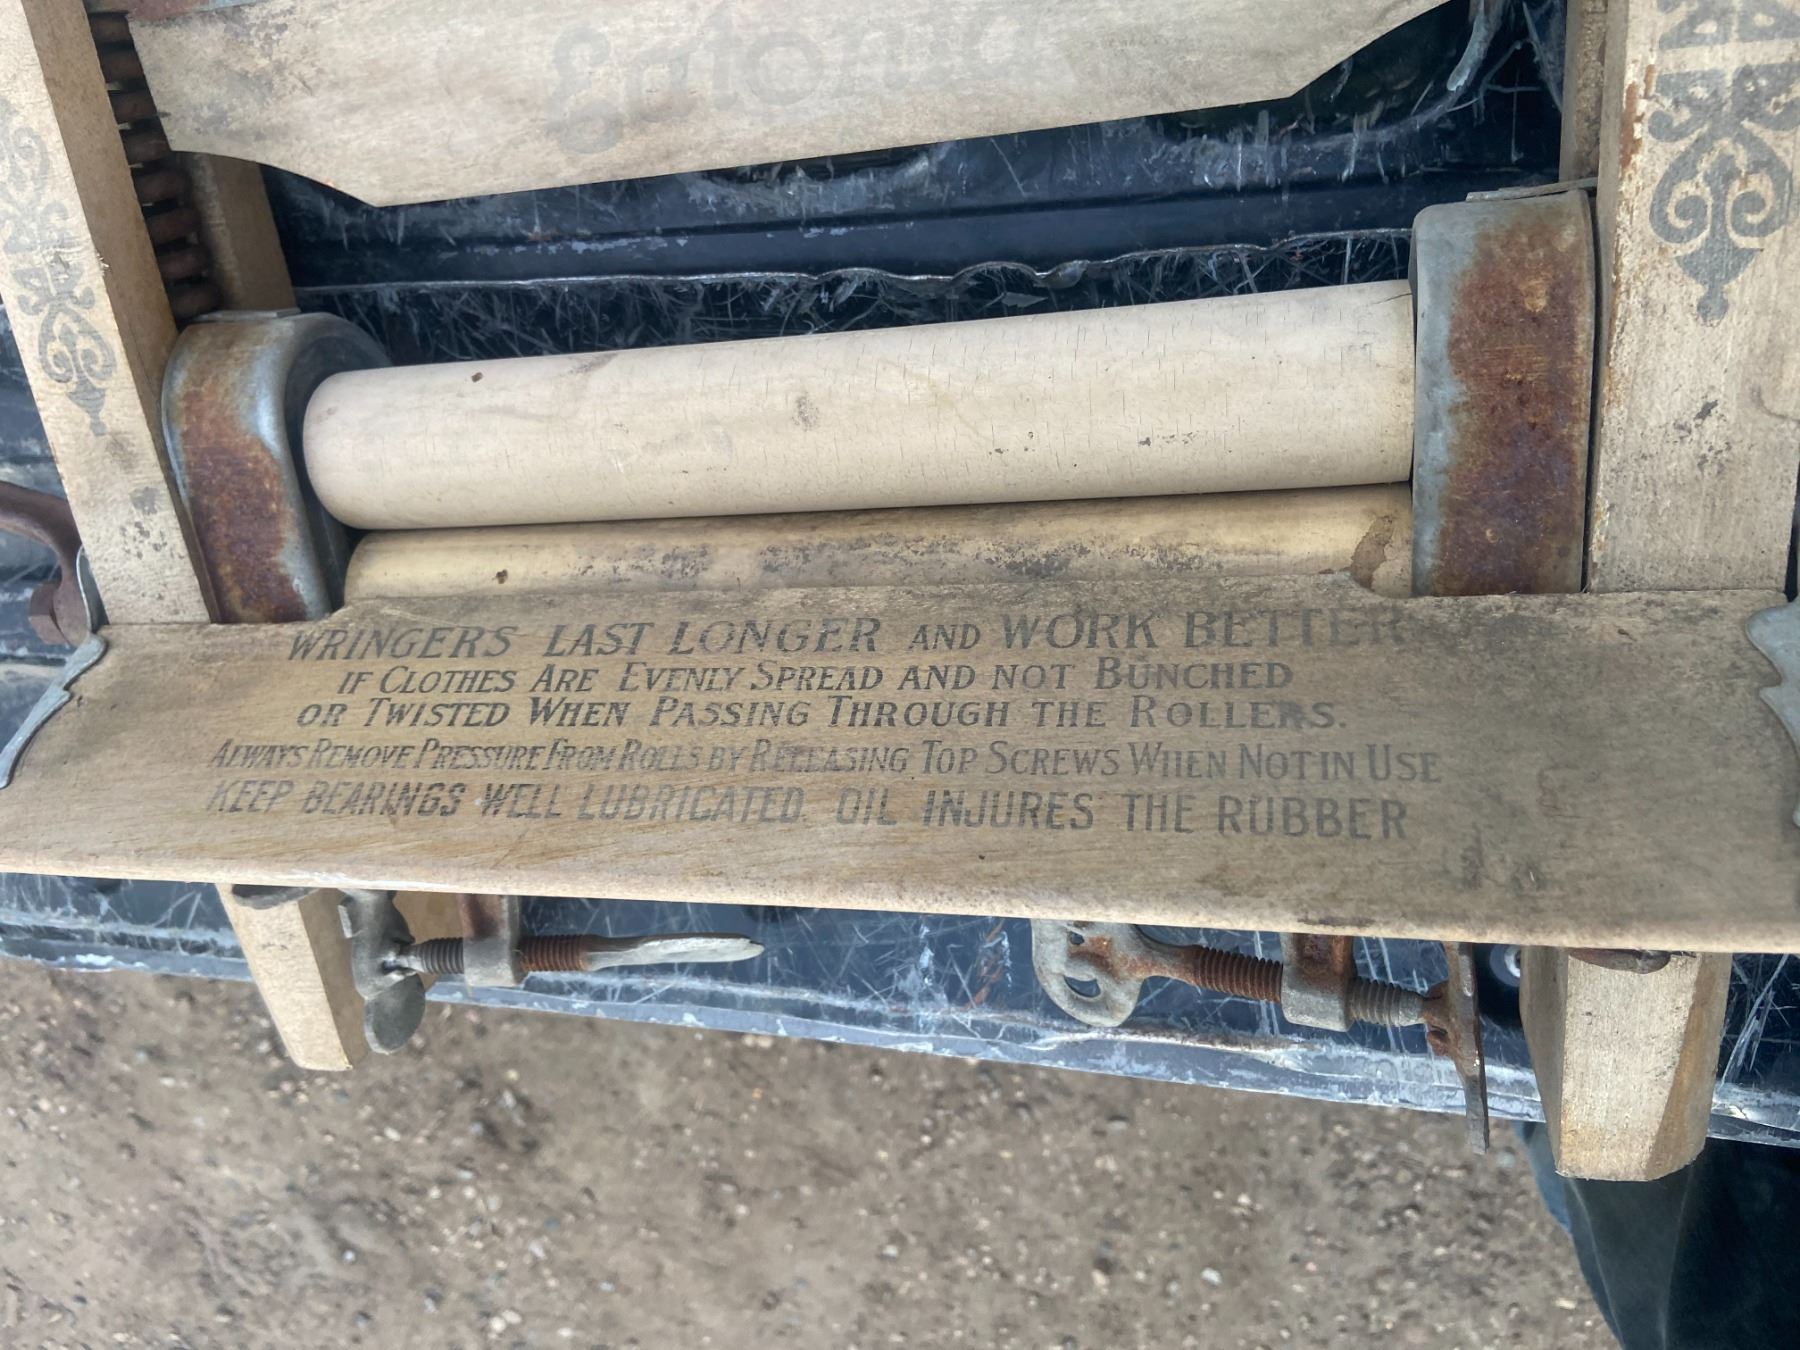 WRINGERS LAST LONGER AND WORK BETTER
IF CLOTHES ARE EVENLY SPREAD AND NOT BUNCHED
OR TWISTED WHEN PASSING THROUGH THE ROLLERS.
ALWAYS REMOVE PRESSURE FROM ROLLS BY RELEASING TOP SCREWS WHEN NOT IN USE
KEEP BEARINGS WELL LUBRICATED. OIL INJURES THE RUBBER